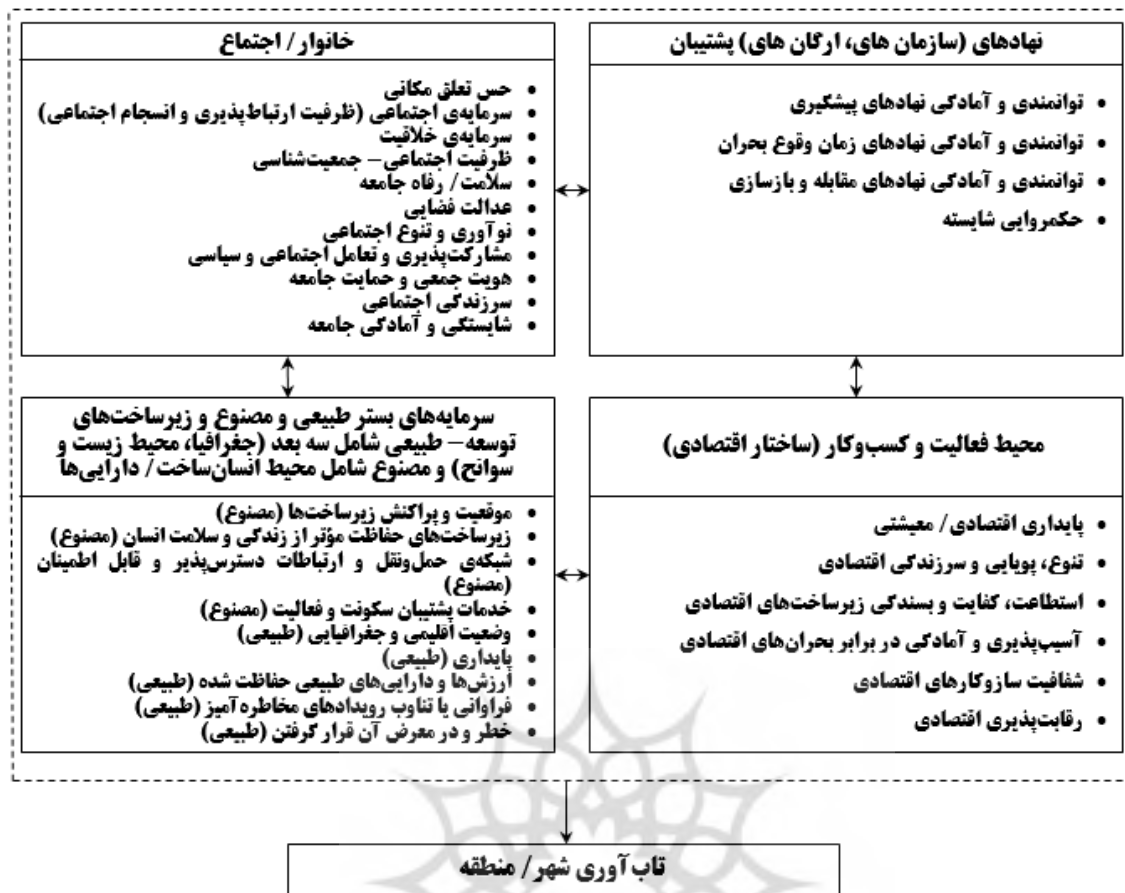 نهادهای (سازمان های، ارگان های) پشتیبان
• توانمندی و آمادگی نهادهای پیشگیری
• توانمندی و آمادگی نهادهای زمان وقوع بحران
• توانمندی و آمادگی نهادهای مقابله و بازسازی
• حکمروایی شایسته
خانوار/ اجتماع
• حس تعلق مکانی
• سرمایه‌ی اجتماعی (ظرفیت ارتباط‌پذیری و انسجام اجتماعی)
• سرمایه‌ی خلاقیت
• ظرفیت اجتماعی– جمعیت‌شناسی
• سلامت/ رفاه جامعه
• عدالت فضایی
• نوآوری و تنوع اجتماعی
• مشارکت‌پذیری و تعامل اجتماعی و سیاسی
• هویت جمعی و حمایت جامعه
• سرزندگی اجتماعی
• شایستگی و آمادگی جامعه
محیط فعالیت و کسب‌وکار (ساختار اقتصادی)
• پایداری اقتصادی/ معیشتی
• تنوع، پویایی و سرزندگی اقتصادی
• استطاعت، کفایت و بسندگی زیرساخت‌های اقتصادی
• آسیب‌پذیری و آمادگی در برابر بحران‌های اقتصادی
• شفافیت سازوکارهای اقتصادی
• رقابت‌پذیری اقتصادی
سرمایه‌های بستر طبیعی و مصنوع و زیرساخت‌های
توسعه– طبیعی شامل سه بعد (جغرافیا، محیط زیست و
سوانح) و مصنوع شامل محیط انسان‌ساخت/ دارایی‌ها
• موقعیت و پراکنش زیرساخت‌ها (مصنوع)
• زیرساخت‌های حفاظت مؤثر از زندگی و سلامت انسان (مصنوع)
• شبکه‌ی حمل‌ونقل و ارتباطات دسترس‌پذیر و قابل اطمینان
(مصنوع)
• خدمات پشتیبان سکونت و فعالیت (مصنوع)
• وضعیت اقلیمی و جغرافیایی (طبیعی)
• پایداری (طبیعی)
• ارزش‌ها و دارایی‌های طبیعی حفاظت شده (طبیعی)
• فراوانی یا تناوب رویدادهای مخاطره‌آمیز (طبیعی)
• خطر و در معرض آن قرار گرفتن (طبیعی)
تاب آوری شهر/ منطقه